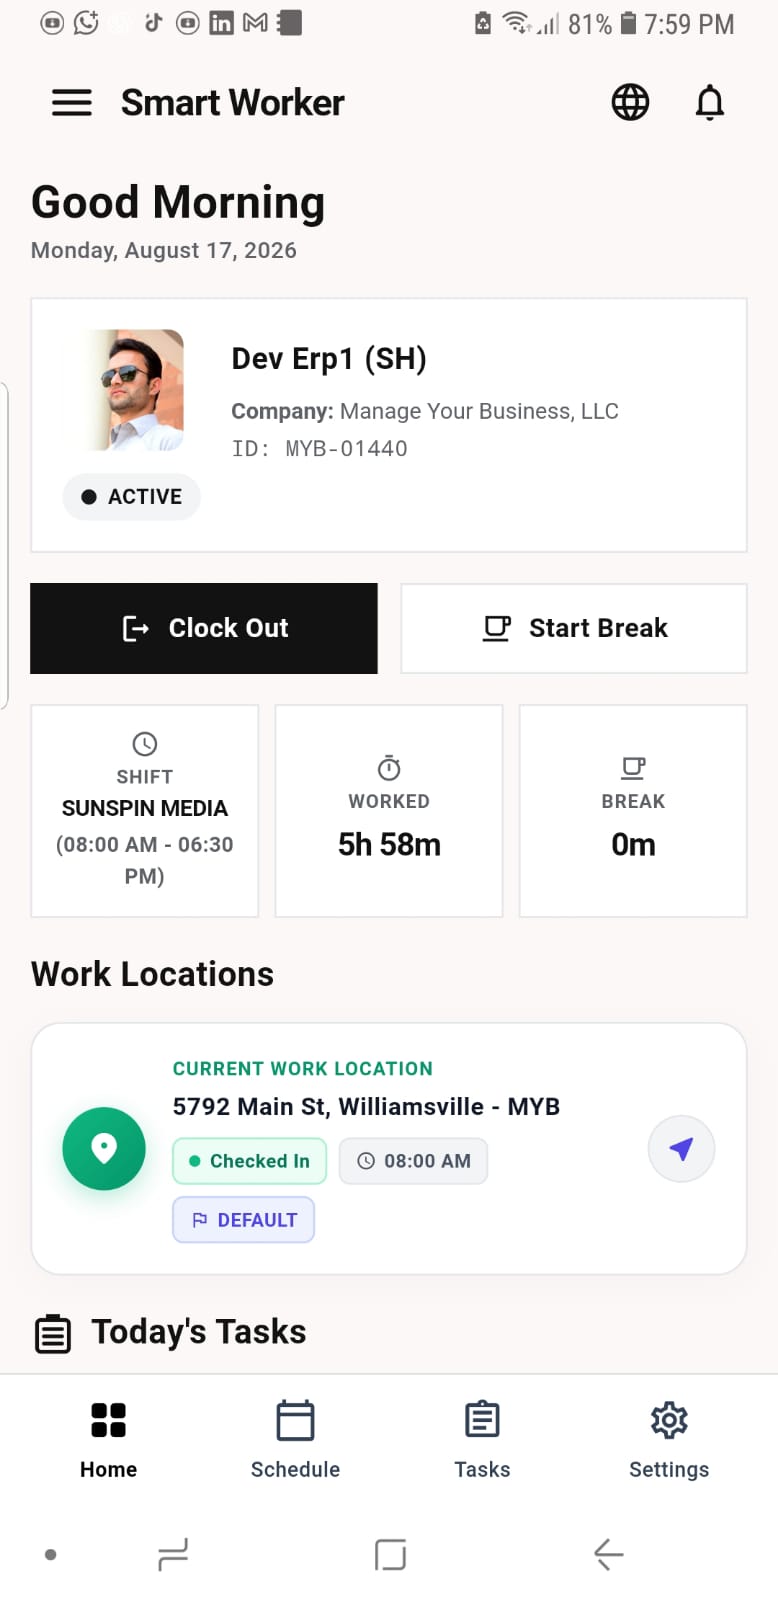 81% 7:59 PM
Smart Worker
Good Morning
Monday, August 17, 2026
Dev Erp1 (SH)
Company: Manage Your Business, LLC
ID: MYB-01440
ACTIVE
Clock Out
Start Break
SHIFT
SUNSPIN MEDIA
(08:00 AM - 06:30
PM)
WORKED
5h 58m
BREAK
0m
Work Locations
CURRENT WORK LOCATION
5792 Main St, Williamsville - MYB
Checked In
08:00 AM
DEFAULT
Today's Tasks
Home
Schedule
Tasks
Settings